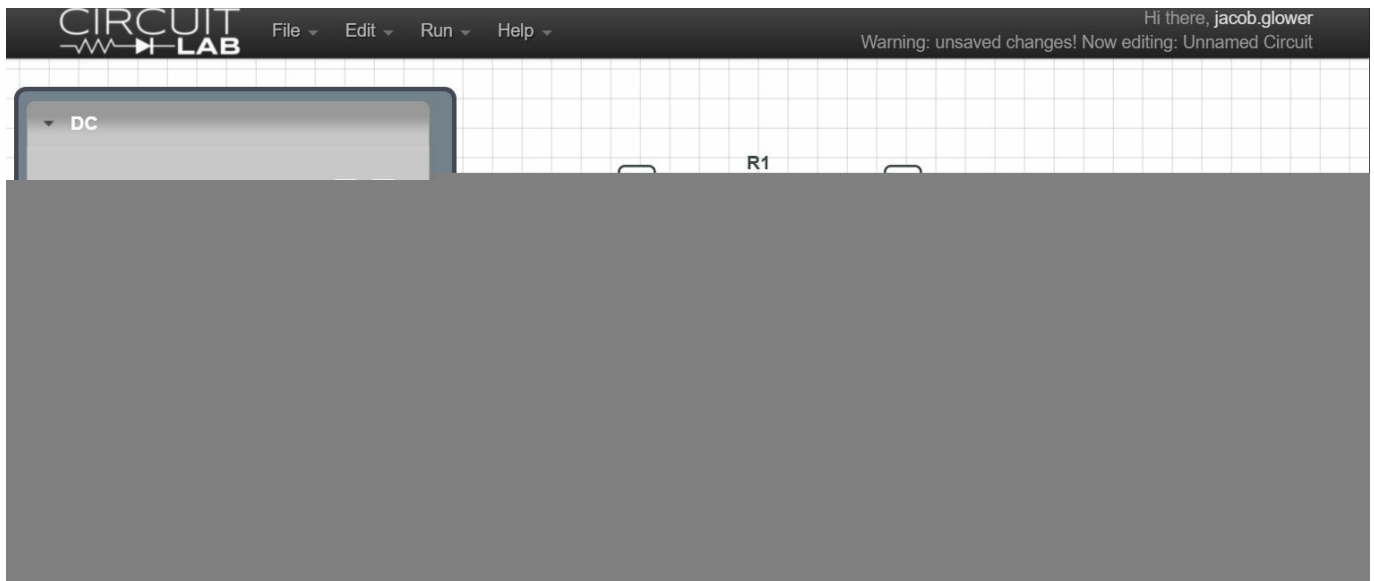 CIRCUIT
LAB
File Edit Run Help
Hi there, jacob.glower
Warning: unsaved changes! Now editing: Unnamed Circuit
DC
R1